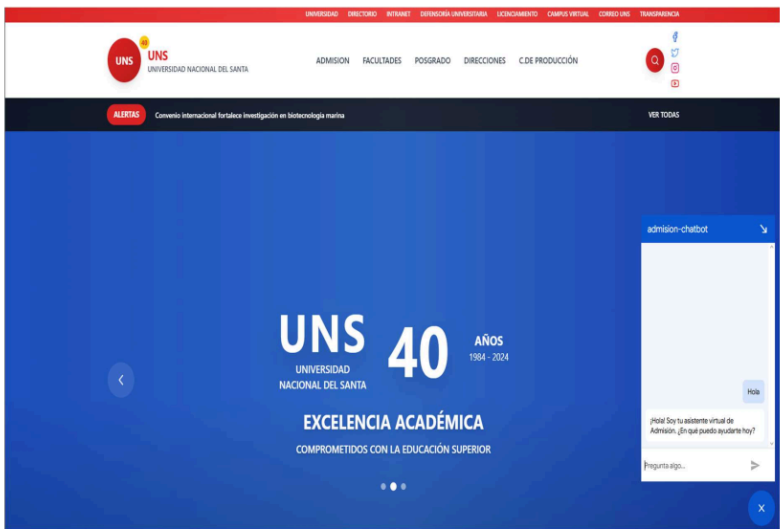 UNIVERSIDAD DIRECTORIO INTRANET DEFENSORÍA UNIVERSITARIA LICENCIAMIENTO CAMPUS VIRTUAL CORREO UNS TRANSPARENCIA
40
UNS
UNS
UNIVERSIDAD NACIONAL DEL SANTA
ADMISION FACULTADES POSGRADO DIRECCIONES C.DE PRODUCCIÓN
ALERTAS Convenio internacional fortalece investigación en biotecnología marina VER TODAS
UNS
UNIVERSIDAD
NACIONAL DEL SANTA
40
AÑOS
1984 - 2024
EXCELENCIA ACADÉMICA
COMPROMETIDOS CON LA EDUCACIÓN SUPERIOR
admision-chatbot
Hola
¡Hola! Soy tu asistente virtual de
Admisión. ¿En qué puedo ayudarte hoy?
Pregunta algo...
X